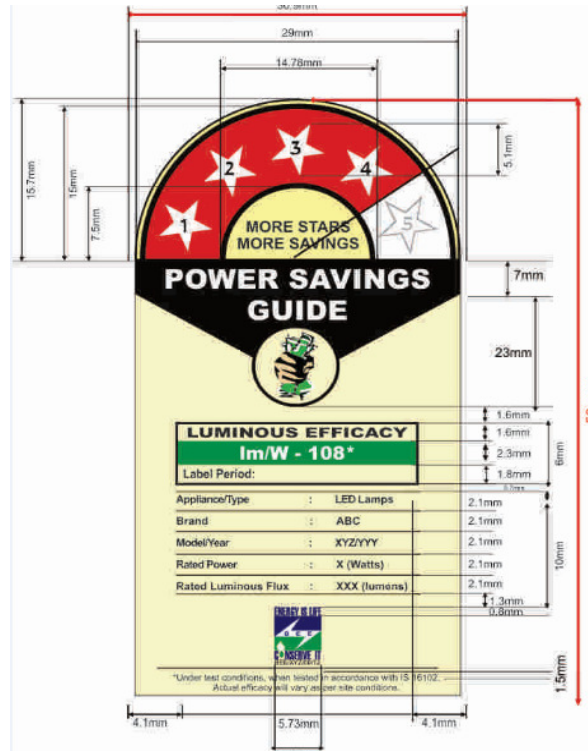 30.9mm
29mm
14.78mm
15.7mm
15mm
7.5mm
5.1mm
1
2
3
4
5
MORE STARS
MORE SAVINGS
POWER SAVINGS
GUIDE
7mm
23mm
1.6mm
1.6mm
2.3mm
1.8mm
6mm
LUMINOUS EFFICACY
lm/W - 108*
Label Period:
Appliance/Type : LED Lamps
Brand : ABC
Model/Year : XYZ/YYY
Rated Power : X (Watts)
Rated Luminous Flux : XXX (lumens)
2.1mm
2.1mm
2.1mm
2.1mm
10mm
1.3mm
0.8mm
ENERGY IS LIFE
BEE
CONSERVE IT
*Under test conditions, when tested in accordance with IS 16102.
Actual efficacy will vary as per site conditions.
1.5mm
4.1mm
5.73mm
4.1mm